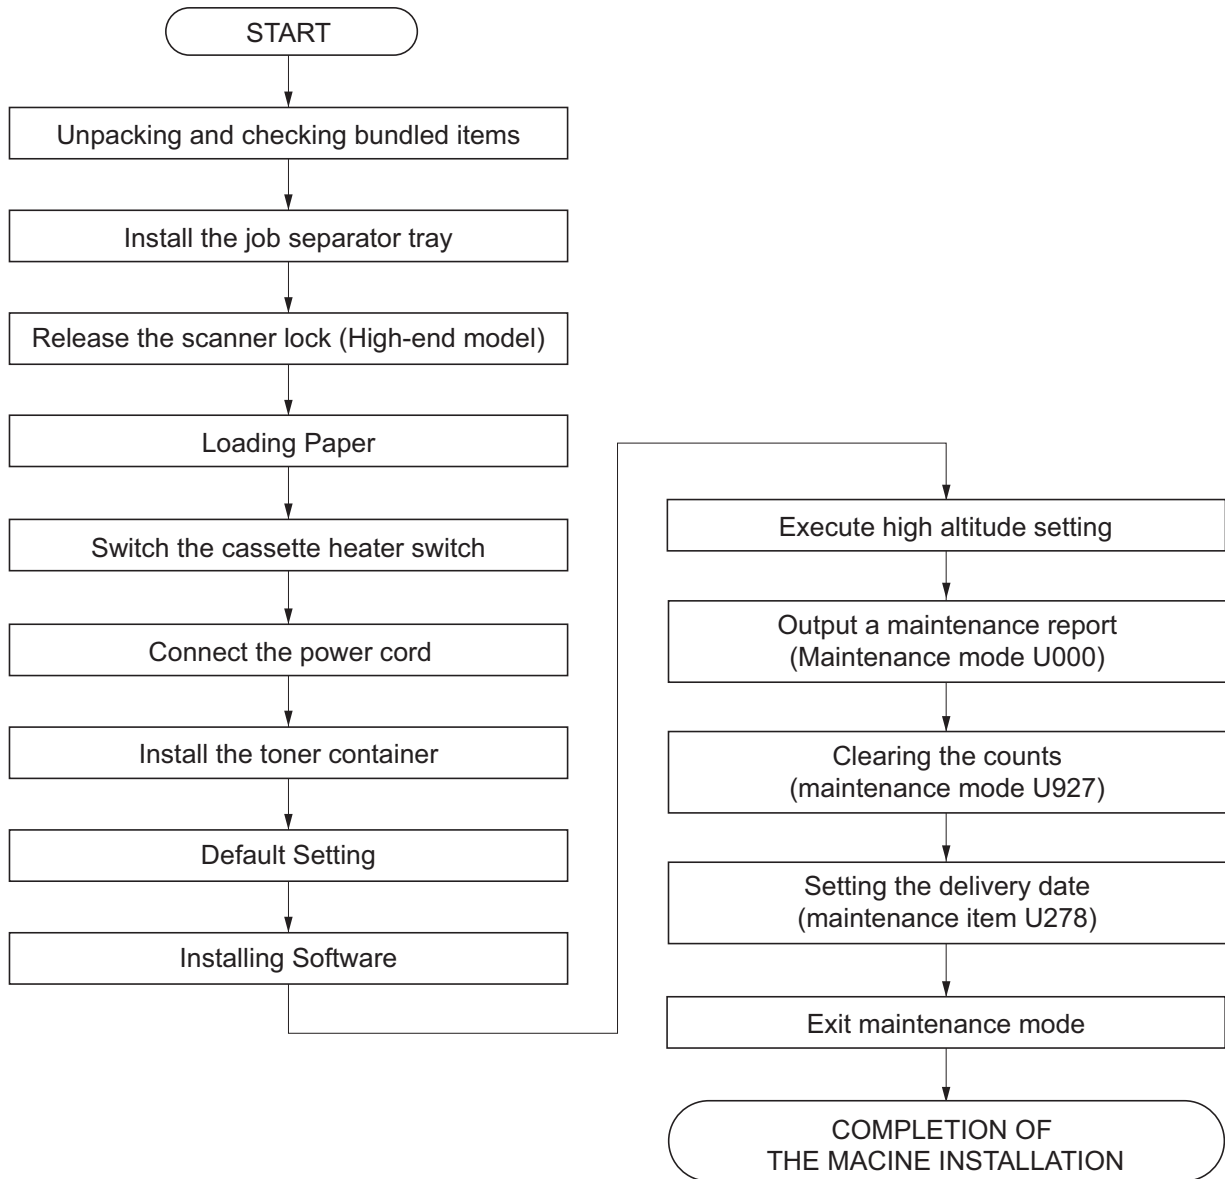 START
Unpacking and checking bundled items
Install the job separator tray
Release the scanner lock (High-end model)
Loading Paper
Switch the cassette heater switch
Connect the power cord
Install the toner container
Default Setting
Installing Software
Execute high altitude setting
Output a maintenance report
(Maintenance mode U000)
Clearing the counts
(maintenance mode U927)
Setting the delivery date
(maintenance item U278)
Exit maintenance mode
COMPLETION OF
THE MACINE INSTALLATION